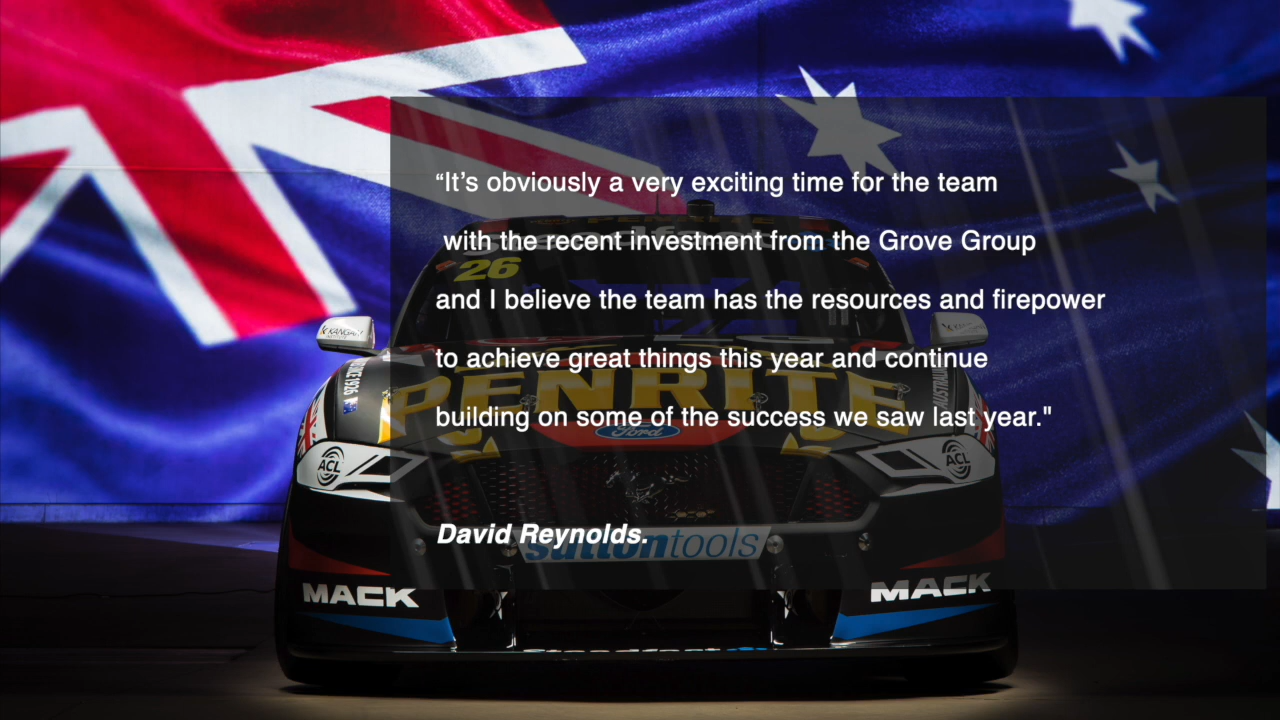 “It’s obviously a very exciting time for the team
with the recent investment from the Grove Group
26
and I believe the team has the resources and firepower
KANGAROO
to achieve great things this year and continue
PENRITE
building on some of the success we saw last year."
Ford
ACL
ACL
David Reynolds.
suttontools
MACK
MACK